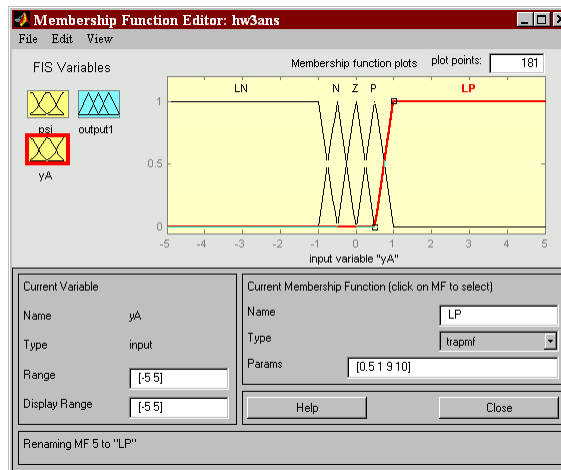 Membership Function Editor: hw3ans
File Edit View
FIS Variables
Membership function plots plot points: 181
psi output1
yA
LN N Z P LP
1
0.5
0
-5 -4 -3 -2 -1 0 1 2 3 4 5
input variable "yA"
Current Variable
Name yA
Type input
Range [-5 5]
Display Range [-5 5]
Current Membership Function (click on MF to select)
Name LP
Type trapmf
Params [0.5 1 9 10]
Help Close
Renaming MF 5 to "LP"